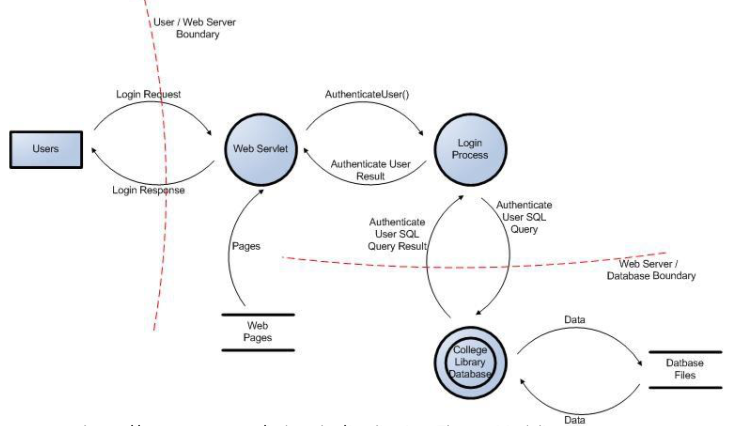 User / Web Server
Boundary
Login Request
AuthenticateUser()
Users
Web Servlet
Login
Process
Login Response
Authenticate User
Result
Authenticate
User SQL
Query Result
Authenticate
User SQL
Query
Pages
Web Server /
Database Boundary
Web
Pages
College
Library
Database
Data
Datbase
Files
Data